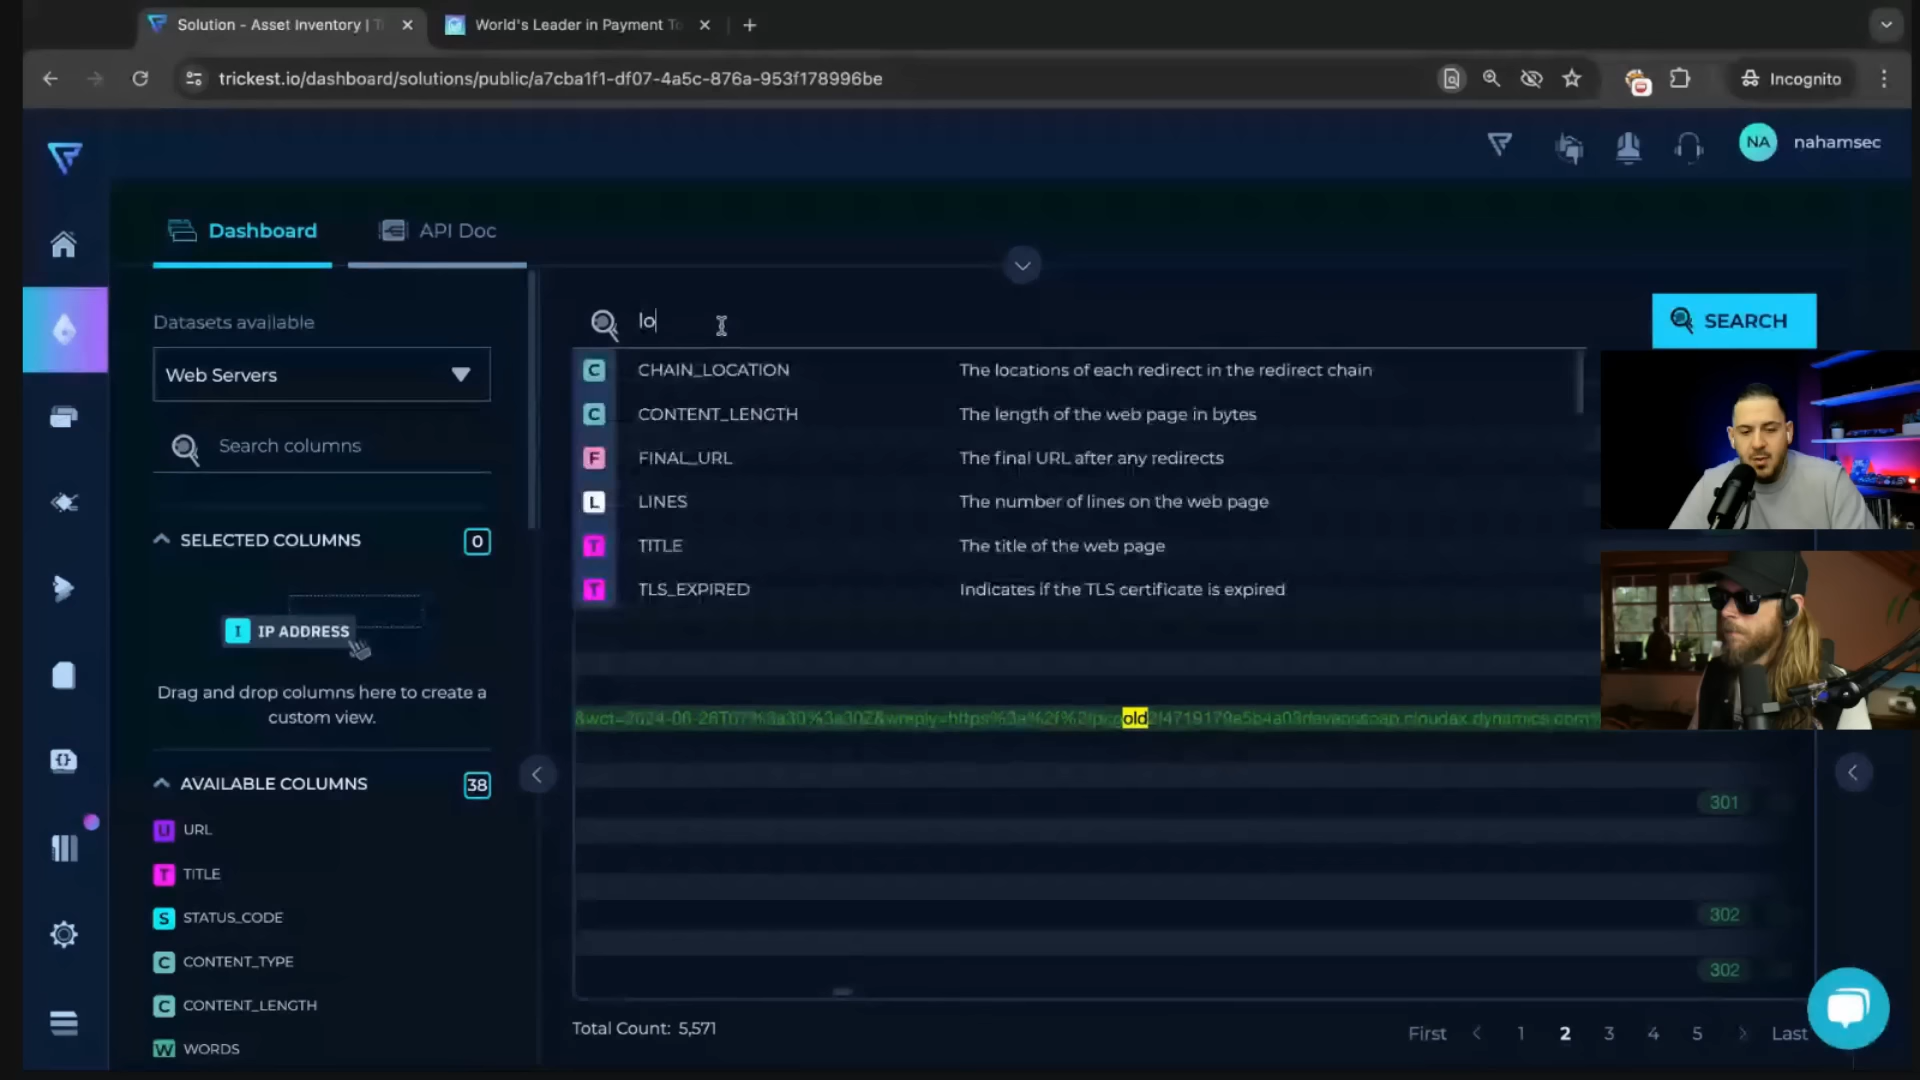 Solution - Asset Inventory | T
World's Leader in Payment To
trickest.io/dashboard/solutions/public/a7cba1f1-df07-4a5c-876a-953f178996be
Incognito
NA
nahamsec
Dashboard
API Doc
Datasets available
Web Servers
Search columns
SELECTED COLUMNS
0
I IP ADDRESS
Drag and drop columns here to create a
custom view.
AVAILABLE COLUMNS
38
U URL
T TITLE
S STATUS_CODE
C CONTENT_TYPE
C CONTENT_LENGTH
W WORDS
lo
SEARCH
C CHAIN_LOCATION The locations of each redirect in the redirect chain
C CONTENT_LENGTH The length of the web page in bytes
F FINAL_URL The final URL after any redirects
L LINES The number of lines on the web page
T TITLE The title of the web page
T TLS_EXPIRED Indicates if the TLS certificate is expired
old
301
302
302
Total Count: 5,571
First < 1 2 3 4 5 > Last